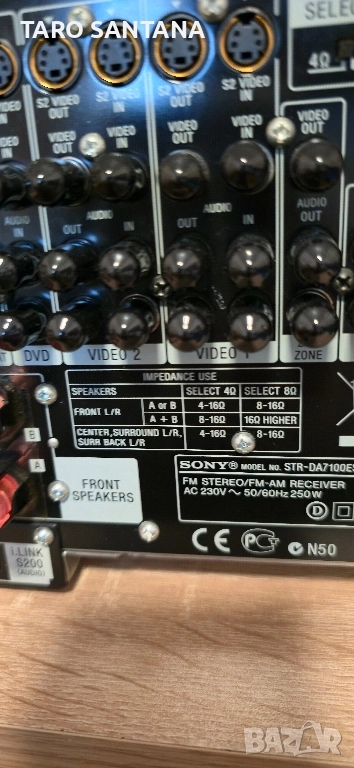 TARO SANTANA
SELEC
4Ω
S2 VIDEO OUT
S2 VIDEO IN
S2 VIDEO OUT
S2 VIDEO IN
VIDEO OUT
VIDEO IN
VIDEO OUT
VIDEO IN
VIDEO OUT
AUDIO IN
OUT AUDIO IN
OUT AUDIO IN
AUDIO OUT
DVD
VIDEO 2
VIDEO 1
ZONE
IMPEDANCE USE
SPEAKERS SELECT 4Ω SELECT 8Ω
FRONT L/R A or B 4-16Ω 8-16Ω
A + B 8-16Ω 16Ω HIGHER
CENTER, SURROUND L/R, 4-16Ω 8-16Ω
SURR BACK L/R
B
A
FRONT
SPEAKERS
SONY® MODEL NO. STR-DA7100ES
FM STEREO/FM-AM RECEIVER
AC 230V ~ 50/60Hz 250W
D
CE PCT N50
i.LINK
S200
(AUDIO)
BAZAR